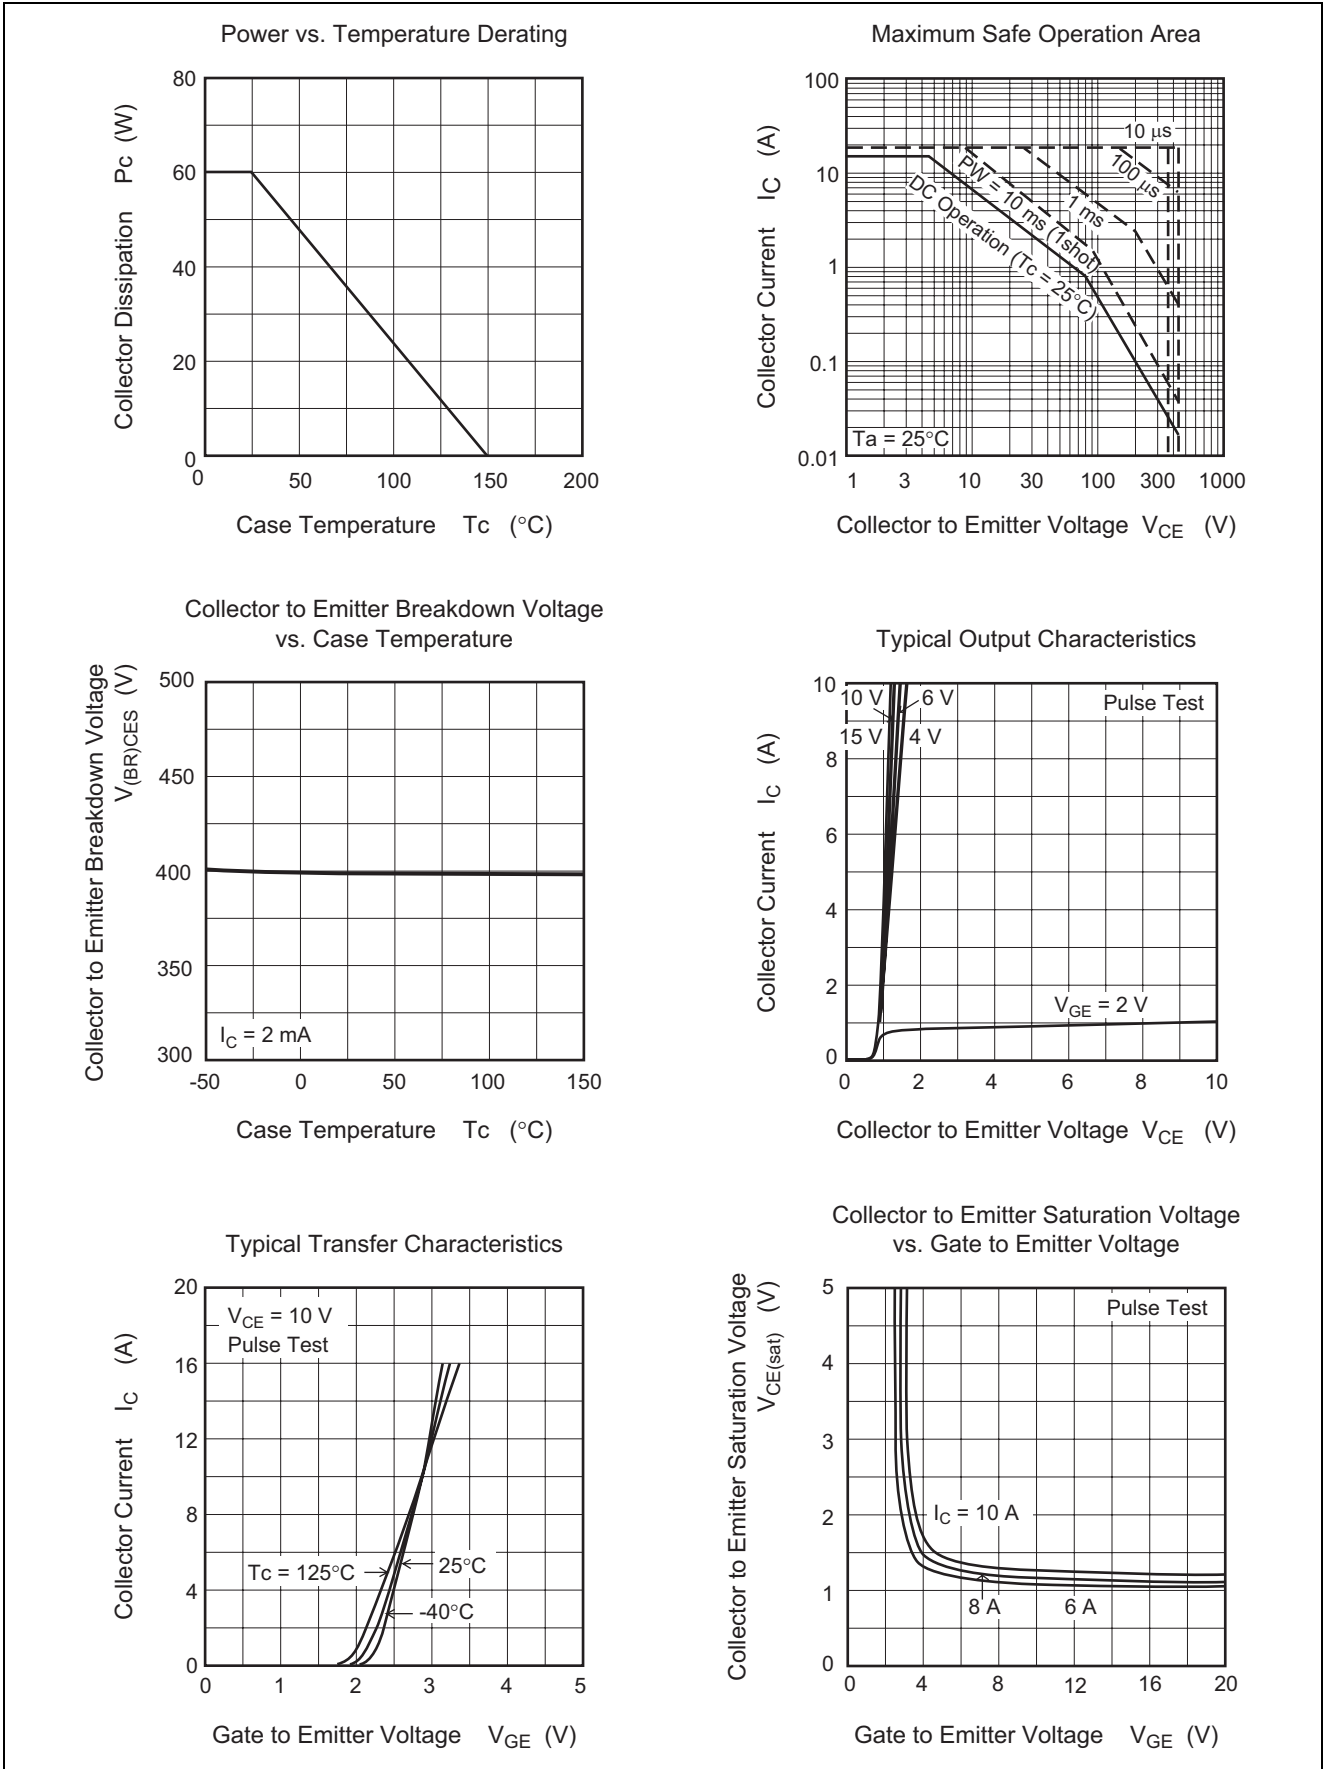 Power vs. Temperature Derating
Collector Dissipation Pc (W)
80
60
40
20
0
0 50 100 150 200
Case Temperature Tc (°C)
Maximum Safe Operation Area
Collector Current IC (A)
100
10
1
0.1
0.01
10 μs
100 μs
1 ms
PW = 10 ms (1shot)
DC Operation (Tc = 25°C)
Ta = 25°C
1 3 10 30 100 300 1000
Collector to Emitter Voltage VCE (V)
Collector to Emitter Breakdown Voltage
vs. Case Temperature
Collector to Emitter Breakdown Voltage
V(BR)CES (V)
500
450
400
350
300
IC = 2 mA
-50 0 50 100 150
Case Temperature Tc (°C)
Typical Output Characteristics
Collector Current IC (A)
10
8
6
4
2
0
10 V
6 V
15 V
4 V
Pulse Test
VGE = 2 V
0 2 4 6 8 10
Collector to Emitter Voltage VCE (V)
Typical Transfer Characteristics
Collector Current IC (A)
20
16
12
8
4
0
VCE = 10 V
Pulse Test
Tc = 125°C
25°C
-40°C
0 1 2 3 4 5
Gate to Emitter Voltage VGE (V)
Collector to Emitter Saturation Voltage
vs. Gate to Emitter Voltage
Collector to Emitter Saturation Voltage
VCE(sat) (V)
5
4
3
2
1
0
Pulse Test
IC = 10 A
8 A
6 A
0 4 8 12 16 20
Gate to Emitter Voltage VGE (V)